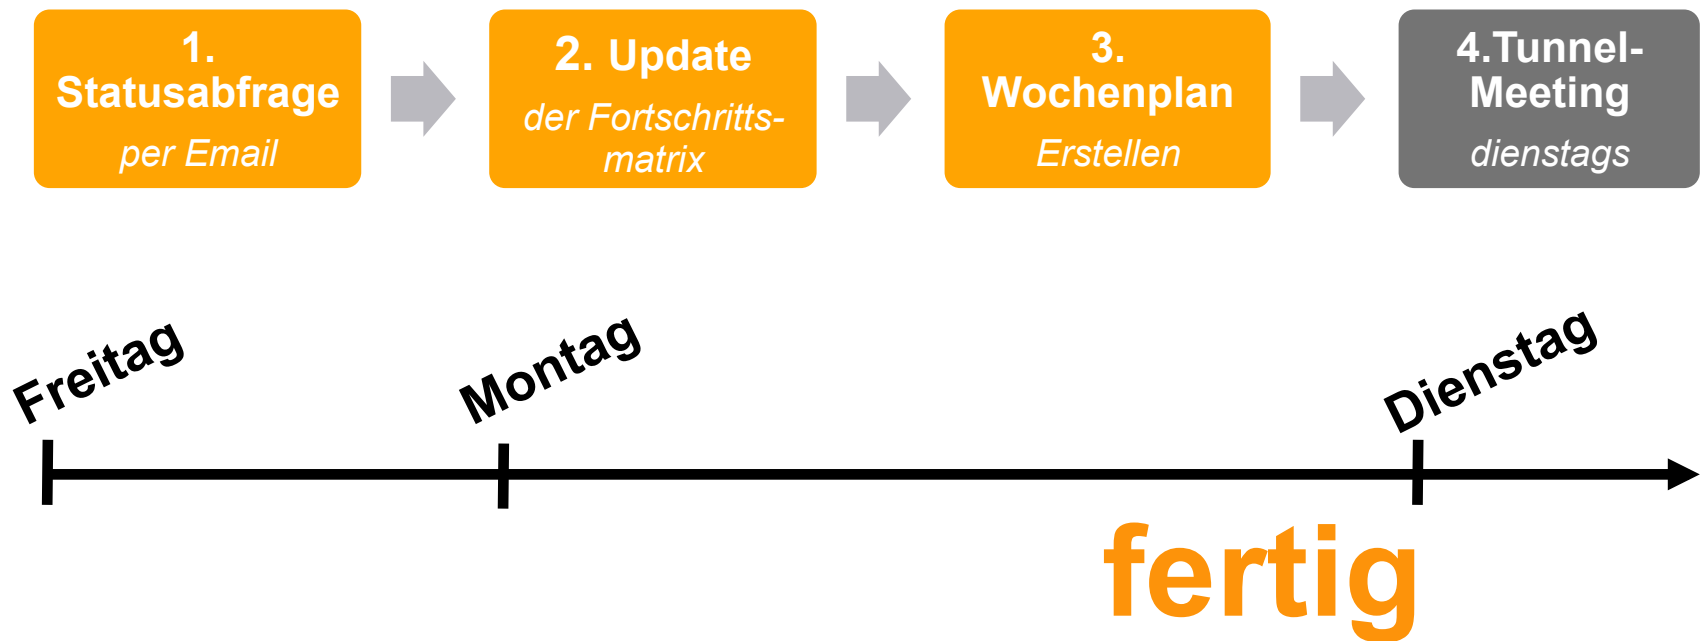 1.
Statusabfrage
per Email
2. Update
der Fortschritts-
matrix
3.
Wochenplan
Erstellen
4.Tunnel-
Meeting
dienstags
Freitag
Montag
Dienstag
fertig